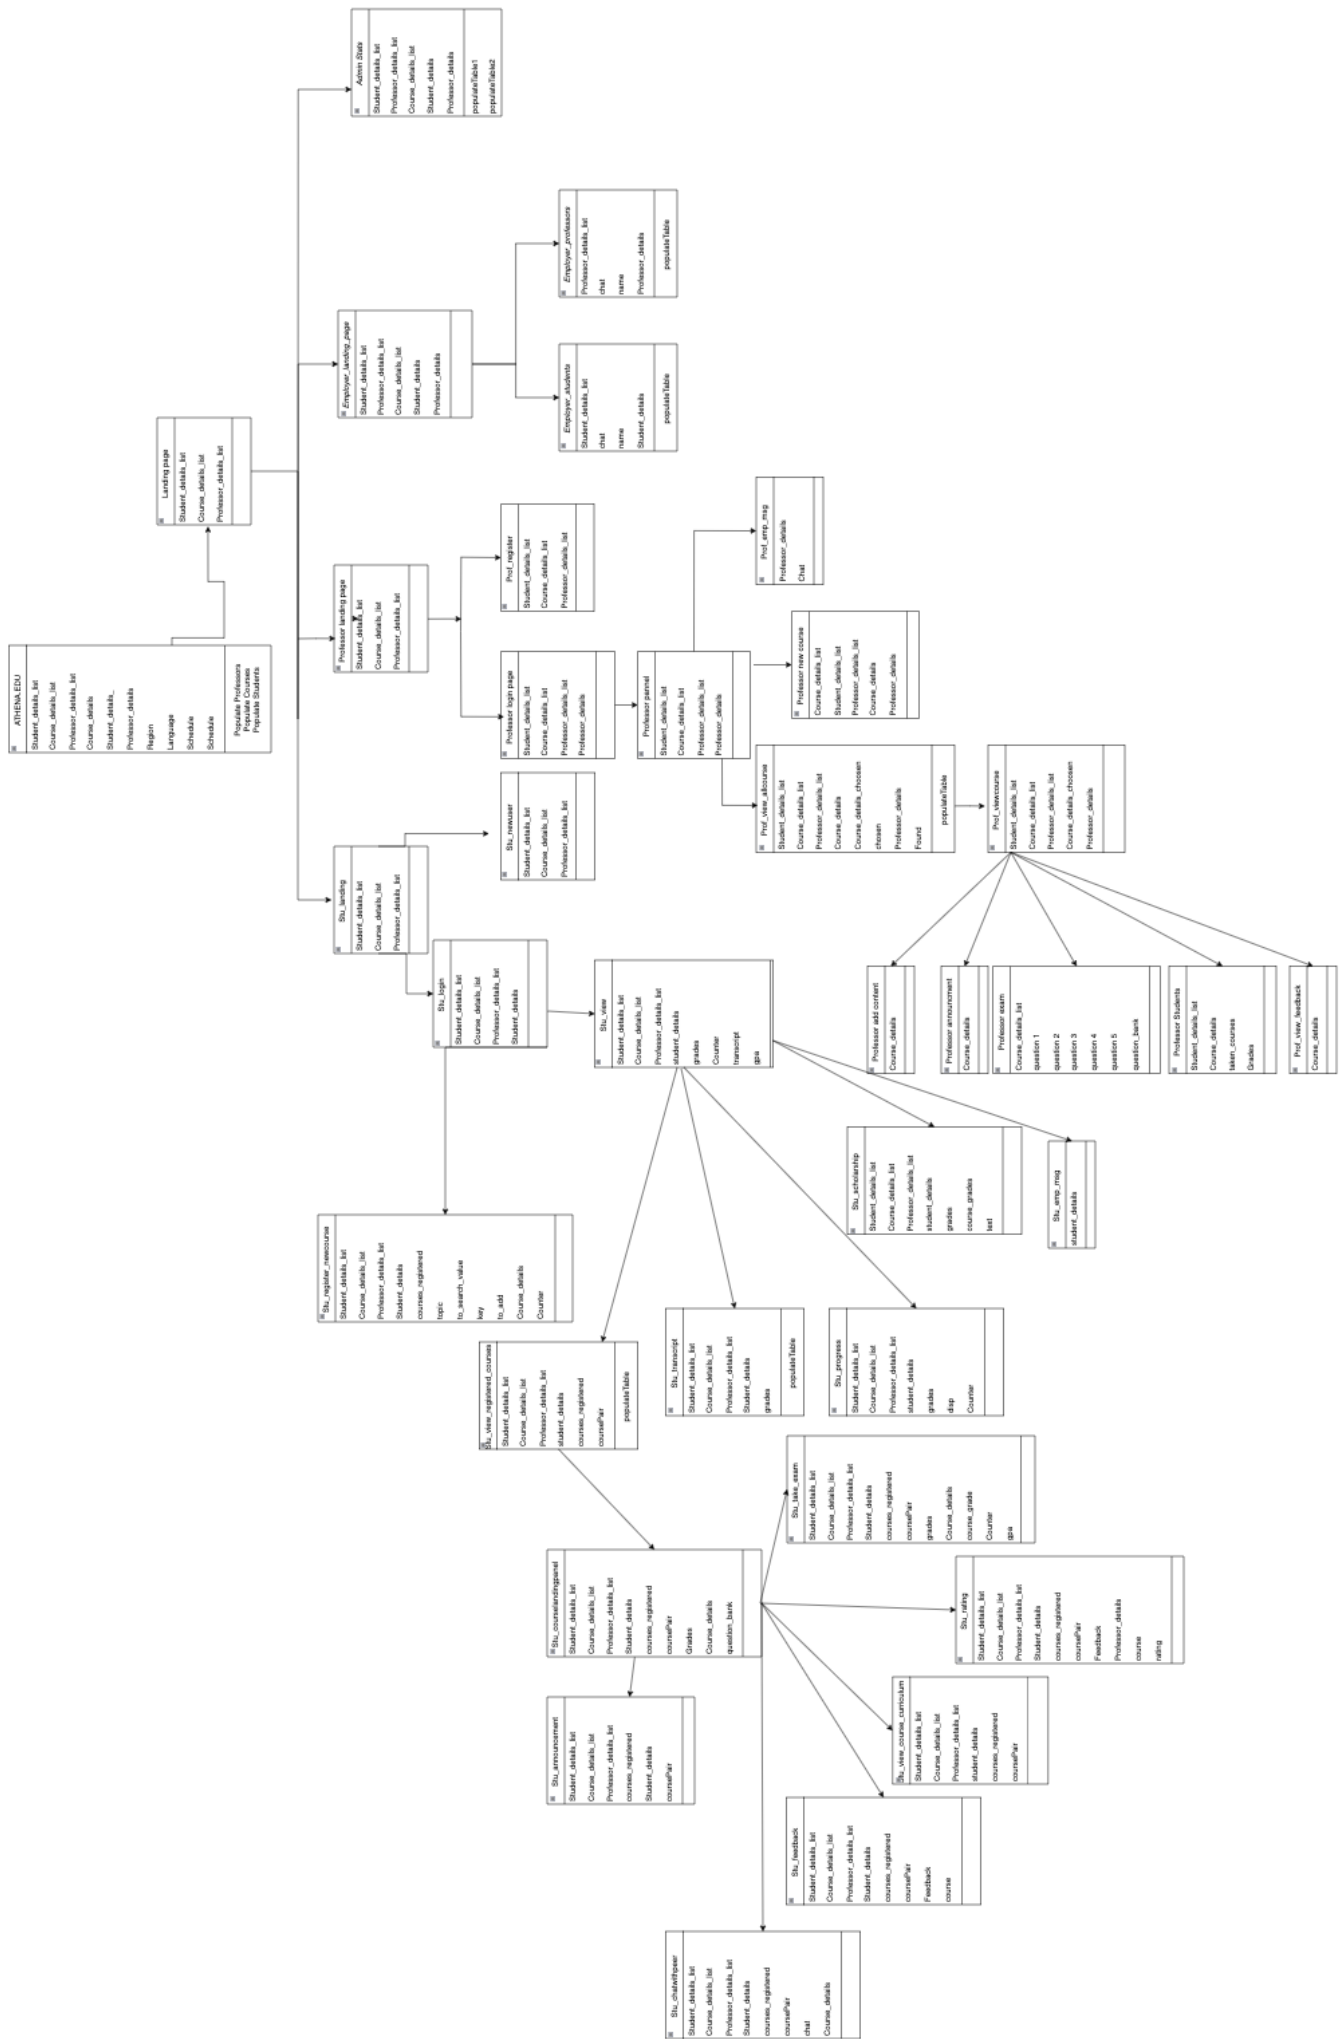 ATHENA.EDU
Student_details_list
Course_details_list
Professor_details_list
Course_details
Student_details_
Professor_details
Region
Language
Schedule
Schedule
Populate Professors
Populate Courses
Populate Students
Landing page
Student_details_list
Course_details_list
Professor_details_list
Stu_landing
Student_details_list
Course_details_list
Professor_details_list
Professor landing page
Student_details_list
Course_details_list
Professor_details_list
Employer_landing_page
Student_details_list
Professor_details_list
Course_details_list
Student_details
Professor_details
Admin Stats
Student_details_list
Professor_details_list
Course_details_list
Student_details
Professor_details
populateTable1
populateTable2
Stu_login
Student_details_list
Course_details_list
Professor_details_list
Student_details
Stu_newuser
Student_details_list
Course_details_list
Professor_details_list
Professor login page
Student_details_list
Course_details_list
Professor_details_list
Professor_details
Prof_register
Student_details_list
Course_details_list
Professor_details_list
Employer_students
Student_details_list
chat
name
Student_details
populateTable
Employer_professors
Professor_details_list
chat
name
Professor_details
populateTable
Stu_register_newcourse
Student_details_list
Course_details_list
Professor_details_list
Student_details
courses_registered
topic
to_search_value
key
to_add
Course_details
Counter
Stu_view
Student_details_list
Course_details_list
Professor_details_list
student_details
grades
Counter
transcript
gpa
Professor pannel
Student_details_list
Course_details_list
Professor_details_list
Professor_details
Prof_view_allcourse
Student_details_list
Course_details_list
Professor_details_list
Course_details
Course_details_choosen
chosen
Professor_details
Found
populateTable
Professor new course
Course_details_list
Student_details_list
Professor_details_list
Course_details
Professor_details
Prof_emp_msg
Professor_details
Chat
Prof_viewcourse
Student_details_list
Course_details_list
Professor_details_list
Course_details_choosen
Professor_details
Professor add content
Course_details
Professor announcment
Course_details
Professor exam
Course_details_list
question 1
question 2
question 3
question 4
question 5
question_bank
Professor Students
Student_details_list
Course_details
taken_courses
Grades
Prof_view_feedback
Course_details
Stu_view_registered_courses
Student_details_list
Course_details_list
Professor_details_list
student_details
courses_registered
coursePair
populateTable
Stu_transcript
Student_details_list
Course_details_list
Professor_details_list
Student_details
grades
populateTable
Stu_progress
Student_details_list
Course_details_list
Professor_details_list
student_details
grades
disp
Counter
Stu_scholarship
Student_details_list
Course_details_list
Professor_details_list
student_details
grades
course_grades
text
Stu_emp_msg
student_details
Stu_courselandingpanel
Student_details_list
Course_details_list
Professor_details_list
Student_details
courses_registered
coursePair
Grades
Course_details
question_bank
Stu_announcement
Student_details_list
Course_details_list
Professor_details_list
courses_registered
Student_details
coursePair
Stu_chatwithpeer
Student_details_list
Course_details_list
Professor_details_list
Student_details
courses_registered
coursePair
chat
Course_details
Stu_feedback
Student_details_list
Course_details_list
Professor_details_list
Student_details
courses_registered
coursePair
Feedback
course
Stu_view_course_curriculum
Student_details_list
Course_details_list
Professor_details_list
student_details
courses_registered
coursePair
Stu_rating
Student_details_list
Course_details_list
Professor_details_list
Student_details
courses_registered
coursePair
Feedback
Professor_details
course
rating
Stu_take_exam
Student_details_list
Course_details_list
Professor_details_list
Student_details
courses_registered
coursePair
grades
Course_details
course_grade
Counter
gpa